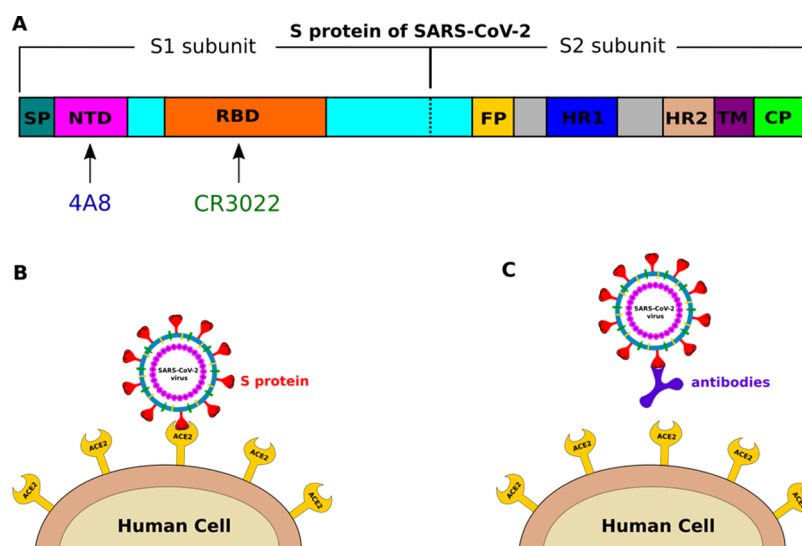 A
S protein of SARS-CoV-2
S1 subunit
S2 subunit
SP
NTD
RBD
FP
HR1
HR2
TM
CP
4A8
CR3022
B
SARS-CoV-2
virus
S protein
ACE2
ACE2
ACE2
ACE2
ACE2
Human Cell
C
SARS-CoV-2
virus
antibodies
ACE2
ACE2
ACE2
ACE2
ACE2
Human Cell